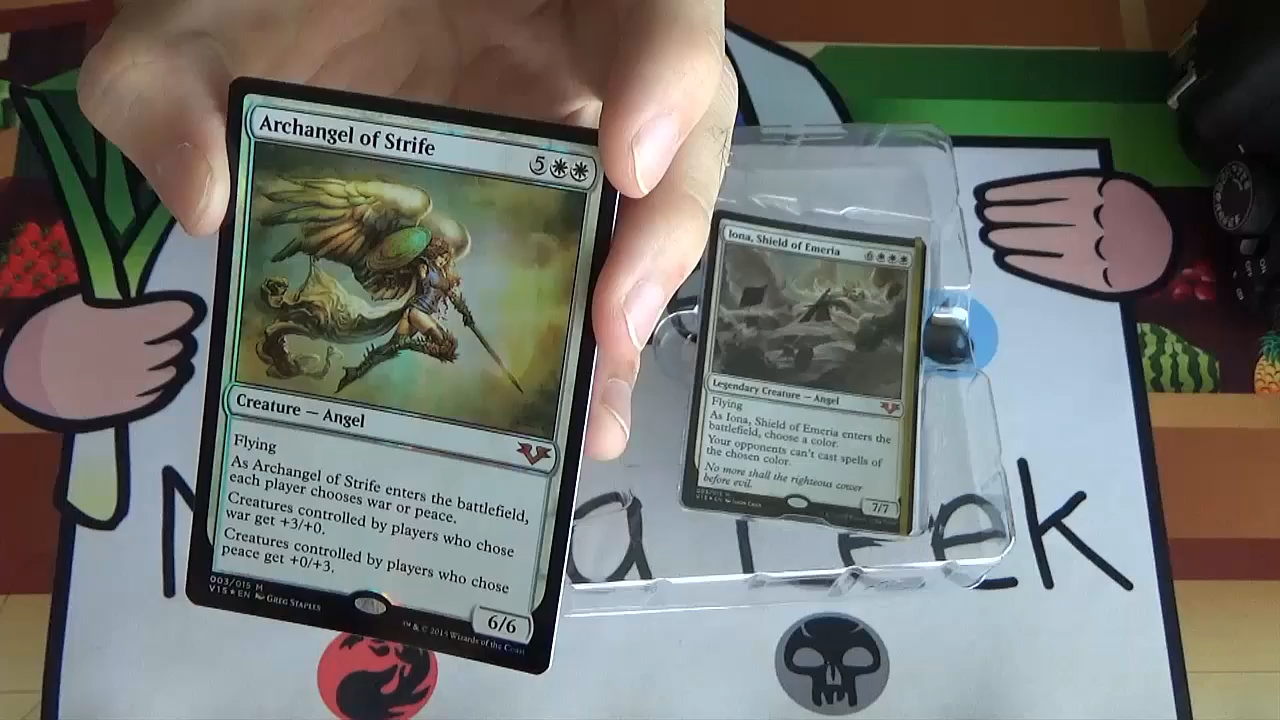 Archangel of Strife
5
Creature — Angel
Flying
As Archangel of Strife enters the battlefield,
each player chooses war or peace.
Creatures controlled by players who chose
war get +3/+0.
Creatures controlled by players who chose
peace get +0/+3.
003/015 M
V15★EN Greg Staples
™ & © 2015 Wizards of the Coast
6/6
Iona, Shield of Emeria
6
Legendary Creature — Angel
Flying
As Iona, Shield of Emeria enters the
battlefield, choose a color.
Your opponents can't cast spells of
the chosen color.
No more shall the righteous cower
before evil.
7/7